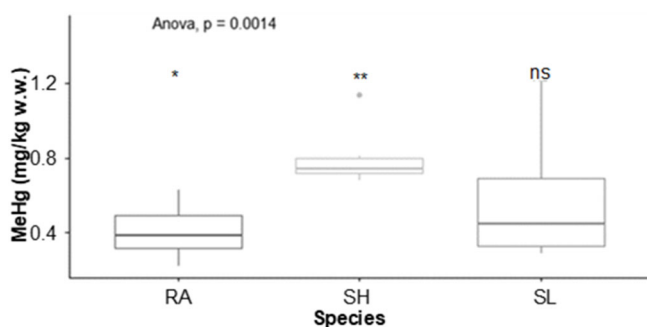 Anova, p = 0.0014
* ** ns
MeHg (mg/kg w.w.)
1.2
0.8
0.4
RA SH SL
Species